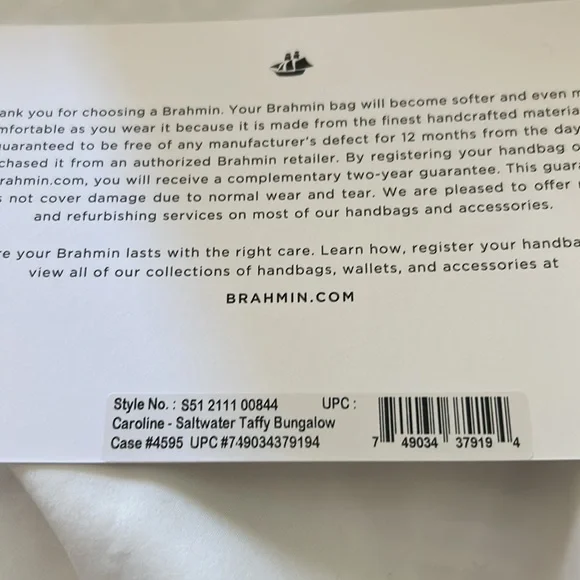 ank you for choosing a Brahmin. Your Brahmin bag will become softer and even m
mfortable as you wear it because it is made from the finest handcrafted materia
guaranteed to be free of any manufacturer's defect for 12 months from the day
chased it from an authorized Brahmin retailer. By registering your handbag o
rahmin.com, you will receive a complementary two-year guarantee. This guara
s not cover damage due to normal wear and tear. We are pleased to offer
and refurbishing services on most of our handbags and accessories.
re your Brahmin lasts with the right care. Learn how, register your handba
view all of our collections of handbags, wallets, and accessories at
BRAHMIN.COM
Style No. : S51 2111 00844 UPC :
Caroline - Saltwater Taffy Bungalow
Case #4595 UPC #749034379194
7 49034 37919 4